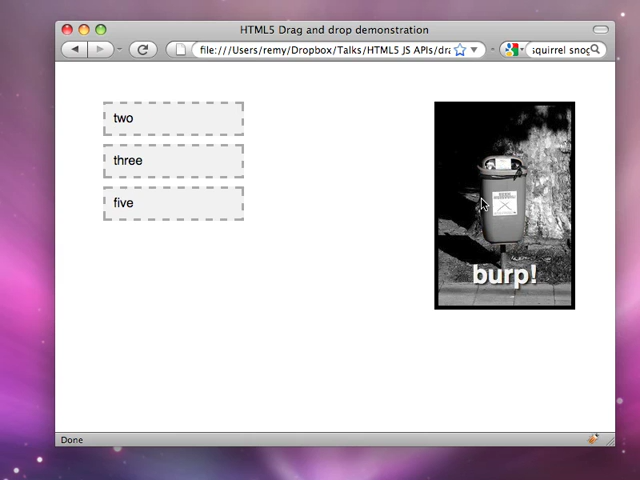 HTML5 Drag and drop demonstration
file:///Users/remy/Dropbox/Talks/HTML5 JS APIs/dra
squirrel snog
two
three
five
burp!
Done